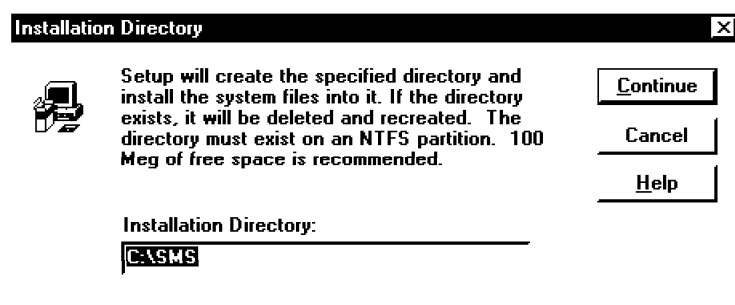 Installation Directory
Setup will create the specified directory and
install the system files into it. If the directory
exists, it will be deleted and recreated. The
directory must exist on an NTFS partition. 100
Meg of free space is recommended.
Continue
Cancel
Help
Installation Directory:
C:\SMS